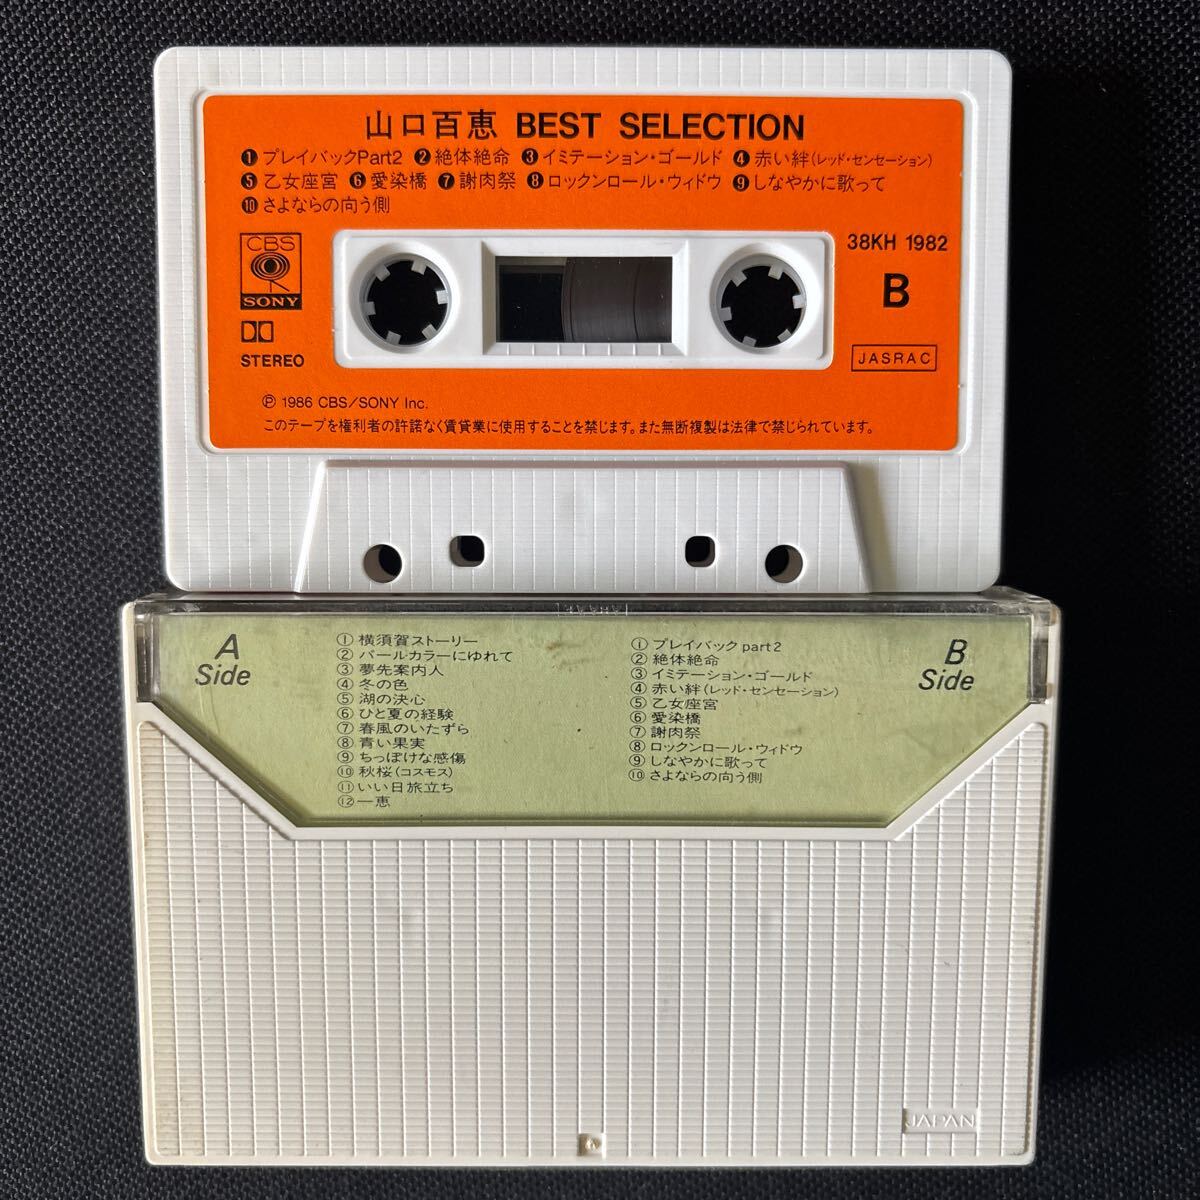 山口百恵 BEST SELECTION
❶プレイバックPart2 ❷絶体絶命 ❸イミテーション・ゴールド ❹赤い絆(レッド・センセーション)
❺乙女座宮 ❻愛染橋 ❼謝肉祭 ❽ロックンロール・ウィドウ ❾しなやかに歌って
❿さよならの向う側
CBS
SONY
STEREO
38KH 1982
B
JASRAC
Ⓟ 1986 CBS/SONY Inc.
このテープを権利者の許諾なく賃貸業に使用することを禁じます。また無断複製は法律で禁じられています。
A
Side
①横須賀ストーリー
②パールカラーにゆれて
③夢先案内人
④冬の色
⑤湖の決心
⑥ひと夏の経験
⑦春風のいたずら
⑧青い果実
⑨ちっぽけな感傷
⑩秋桜(コスモス)
⑪いい日旅立ち
⑫一恵
①プレイバック part2
②絶体絶命
③イミテーション・ゴールド
④赤い絆(レッド・センセーション)
⑤乙女座宮
⑥愛染橋
⑦謝肉祭
⑧ロックンロール・ウィドウ
⑨しなやかに歌って
⑩さよならの向う側
B
Side
JAPAN